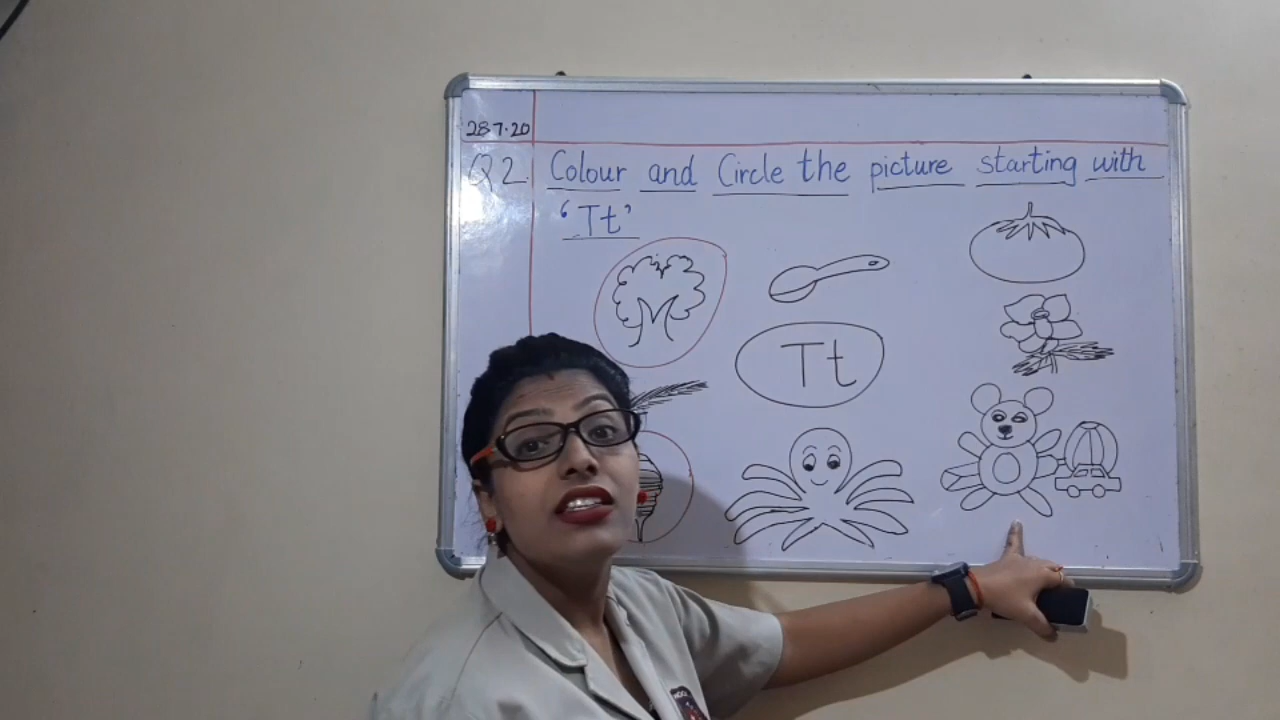 28.7.20
Q2. Colour and Circle the picture starting with
'Tt'
Tt